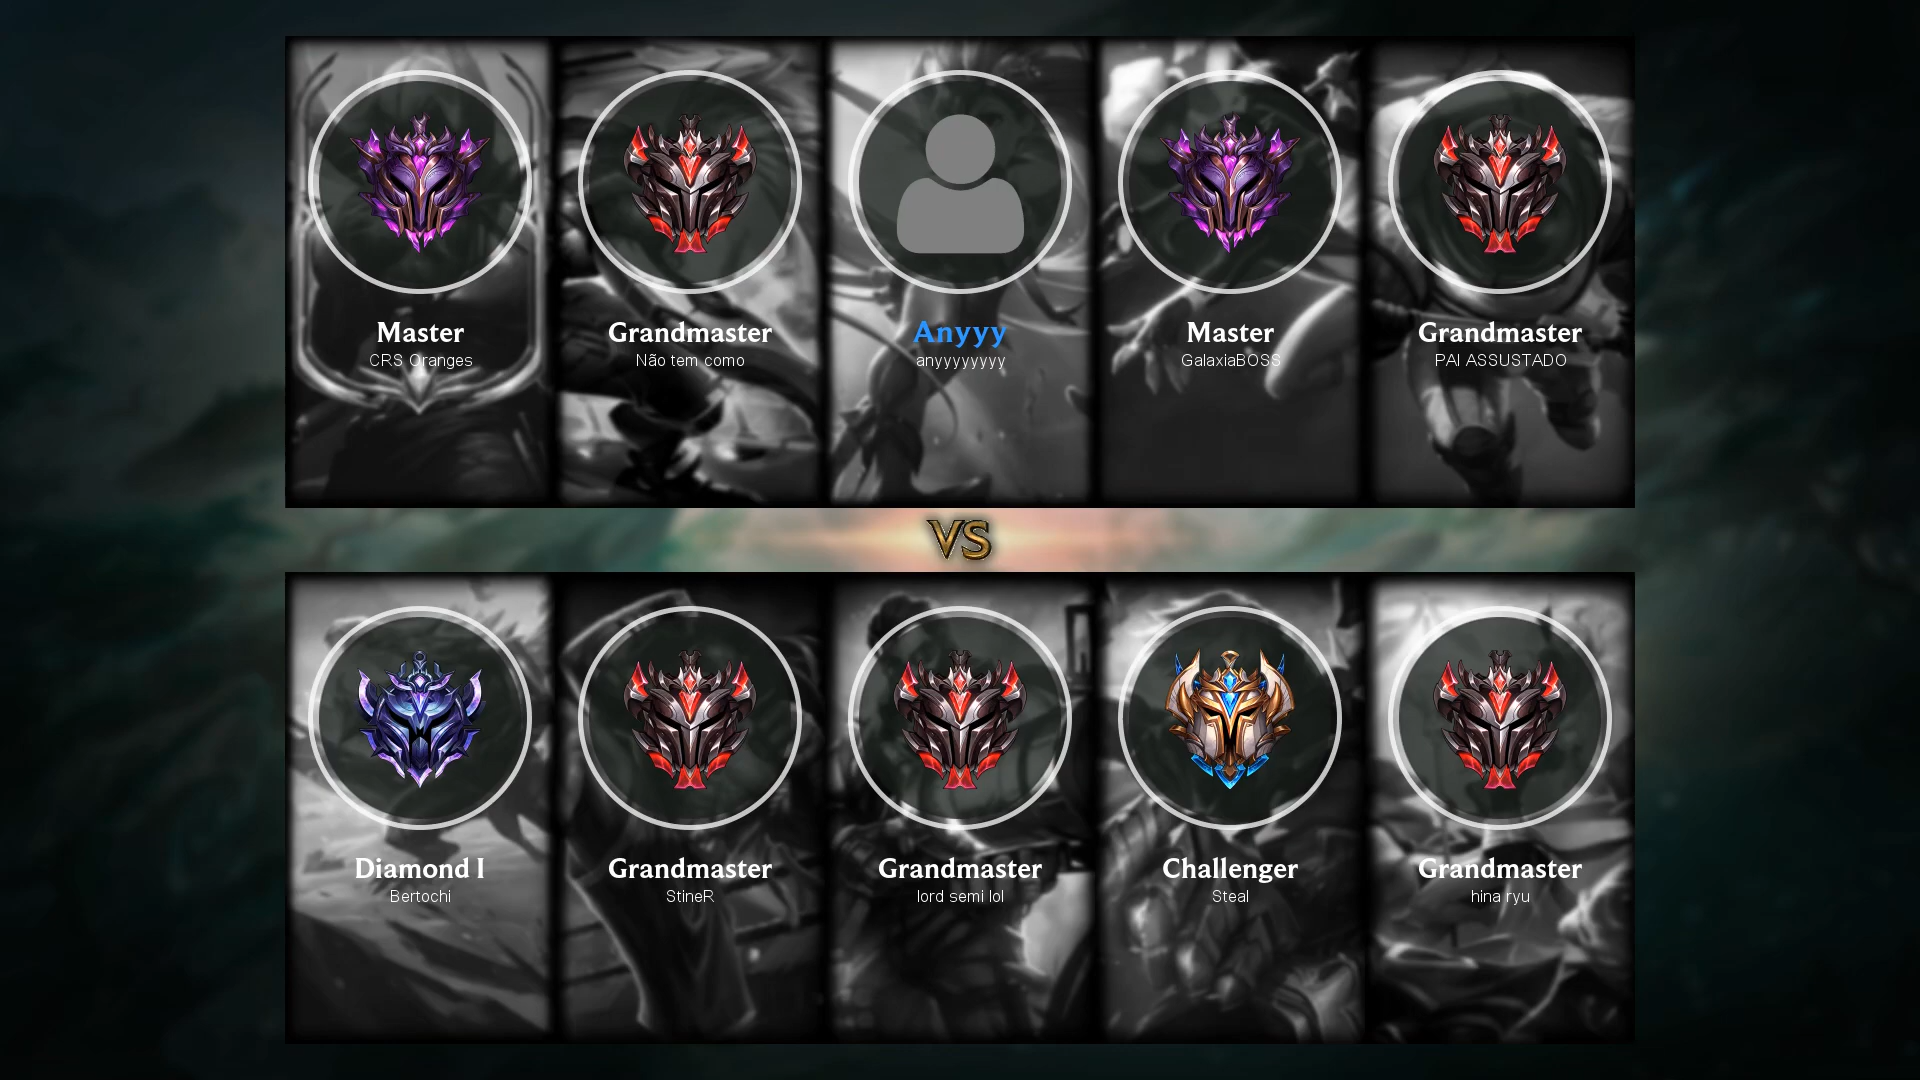 Master
CRS Oranges
Grandmaster
Não tem como
Anyyy
anyyyyyyyy
Master
GalaxiaBOSS
Grandmaster
PAI ASSUSTADO
VS
Diamond I
Bertochi
Grandmaster
StineR
Grandmaster
lord semi lol
Challenger
Steal
Grandmaster
hina ryu